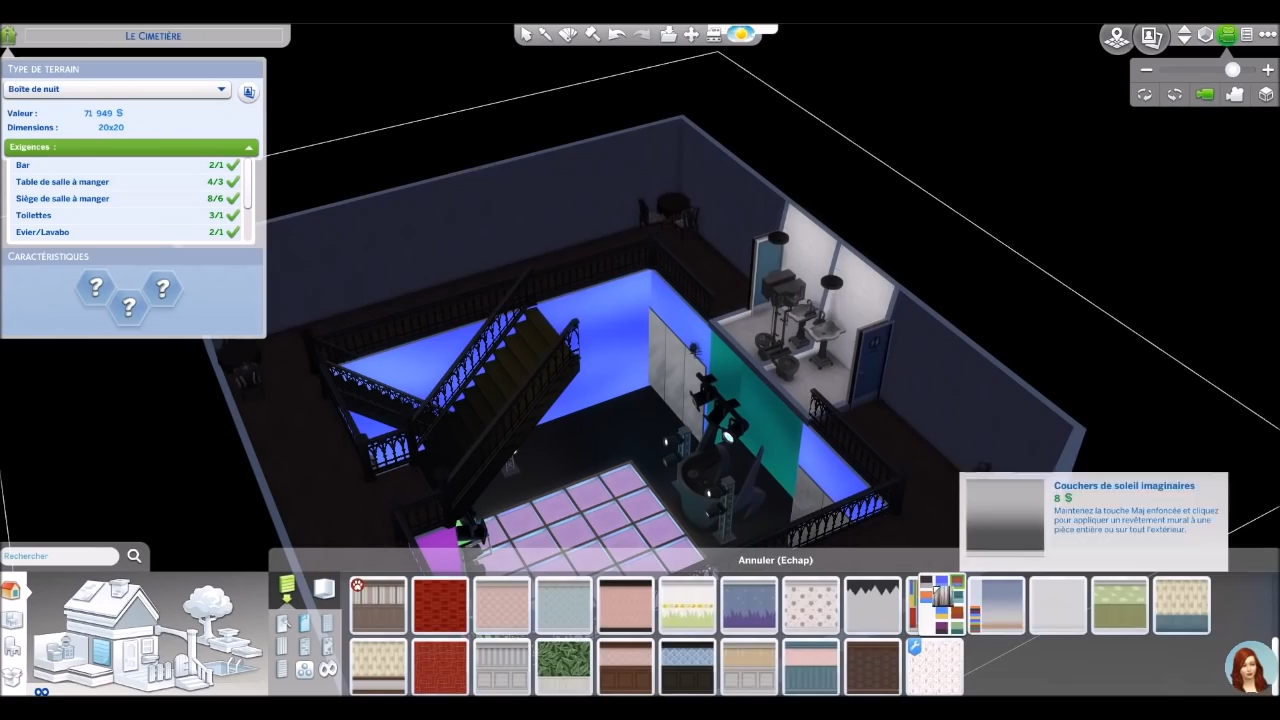 LE CIMETIÈRE
TYPE DE TERRAIN
Boîte de nuit
Valeur : 71 949 $
Dimensions : 20x20
Exigences :
Bar 2/1
Table de salle à manger 4/3
Siège de salle à manger 8/6
Toilettes 3/1
Evier/Lavabo 2/1
CARACTÉRISTIQUES
? ? ?
Couchers de soleil imaginaires
8 $
Maintenez la touche Maj enfoncée et cliquez
pour appliquer un revêtement mural à une
pièce entière ou sur tout l'extérieur.
Annuler (Echap)
Rechercher